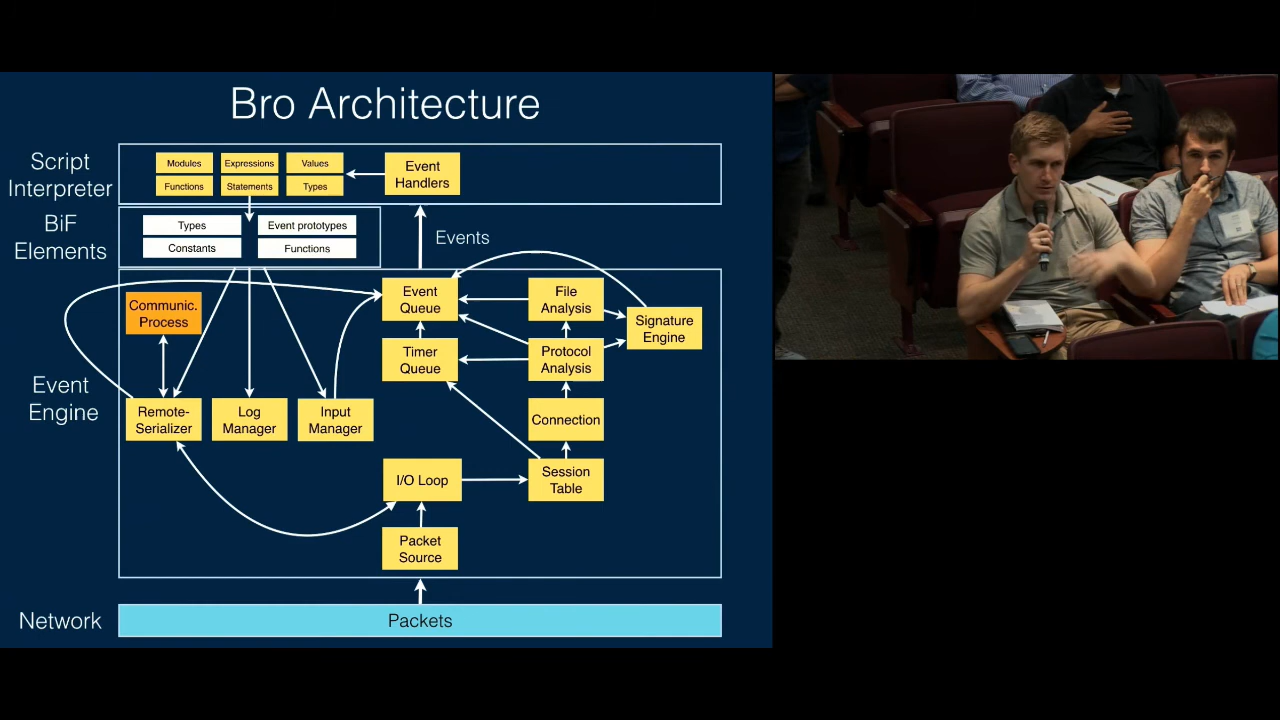 Bro Architecture
Script
Interpreter
Modules
Expressions
Values
Functions
Statements
Types
Event
Handlers
BiF
Elements
Types
Event prototypes
Constants
Functions
Events
Event
Engine
Communic.
Process
Event
Queue
File
Analysis
Signature
Engine
Timer
Queue
Protocol
Analysis
Remote-
Serializer
Log
Manager
Input
Manager
Connection
I/O Loop
Session
Table
Packet
Source
Network
Packets